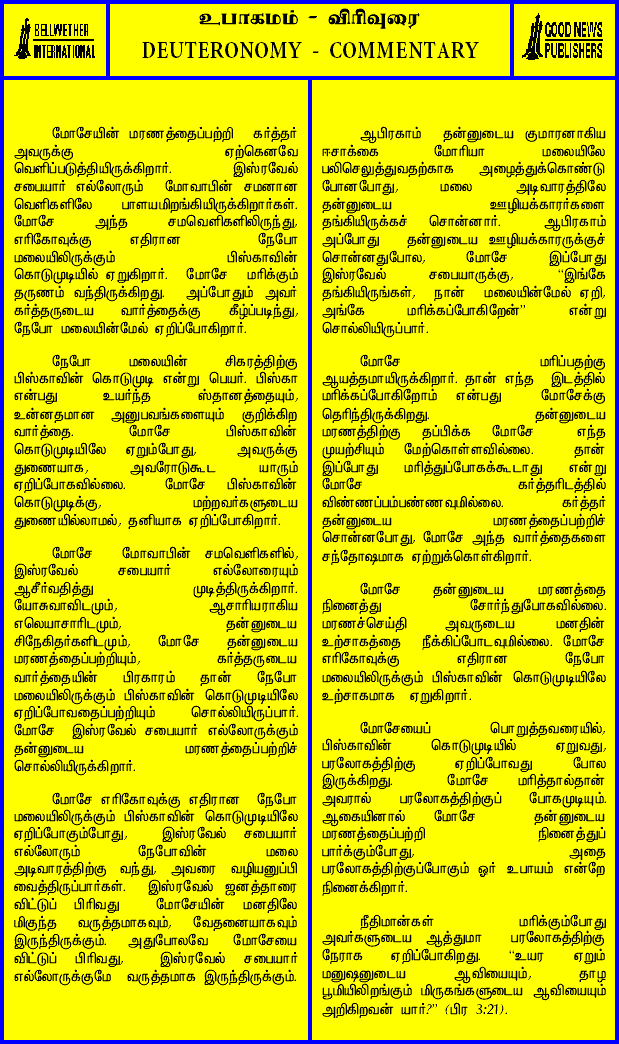 BELLWETHER
INTERNATIONAL
உபாகமம் - விரிவுரை
DEUTERONOMY - COMMENTARY
GOOD NEWS
PUBLISHERS
மோசேயின் மரணத்தைப்பற்றி கர்த்தர்
அவருக்கு ஏற்கெனவே
வெளிப்படுத்தியிருக்கிறார். இஸ்ரவேல்
சபையார் எல்லோரும் மோவாபின் சமனான
வெளிகளிலே பாளயமிறங்கியிருக்கிறார்கள்.
மோசே அந்த சமவெளிகளிலிருந்து,
எரிகோவுக்கு எதிரான நேபோ
மலையிலிருக்கும் பிஸ்காவின்
கொடுமுடியில் ஏறுகிறார். மோசே மரிக்கும்
தருணம் வந்திருக்கிறது. அப்போதும் அவர்
கர்த்தருடைய வார்த்தைக்கு கீழ்ப்படிந்து,
நேபோ மலையின்மேல் ஏறிப்போகிறார்.
நேபோ மலையின் சிகரத்திற்கு
பிஸ்காவின் கொடுமுடி என்று பெயர். பிஸ்கா
என்பது உயர்ந்த ஸ்தானத்தையும்,
உன்னதமான அனுபவங்களையும் குறிக்கிற
வார்த்தை. மோசே பிஸ்காவின்
கொடுமுடியிலே ஏறும்போது, அவருக்கு
துணையாக, அவரோடுகூட யாரும்
ஏறிப்போகவில்லை. மோசே பிஸ்காவின்
கொடுமுடிக்கு, மற்றவர்களுடைய
துணையில்லாமல், தனியாக ஏறிப்போகிறார்.
மோசே மோவாபின் சமவெளிகளில்,
இஸ்ரவேல் சபையார் எல்லோரையும்
ஆசீர்வதித்து முடித்திருக்கிறார்.
யோசுவாவிடமும், ஆசாரியராகிய
எலெயாசாரிடமும், தன்னுடைய
சிநேகிதர்களிடமும், மோசே தன்னுடைய
மரணத்தைப்பற்றியும், கர்த்தருடைய
வார்த்தையின் பிரகாரம் தான் நேபோ
மலையிலிருக்கும் பிஸ்காவின் கொடுமுடியிலே
ஏறிப்போவதைப்பற்றியும் சொல்லியிருப்பார்.
மோசே இஸ்ரவேல் சபையார் எல்லோருக்கும்
தன்னுடைய மரணத்தைப்பற்றிச்
சொல்லியிருக்கிறார்.
மோசே எரிகோவுக்கு எதிரான நேபோ
மலையிலிருக்கும் பிஸ்காவின் கொடுமுடியிலே
ஏறிப்போகும்போது, இஸ்ரவேல் சபையார்
எல்லோரும் நேபோவின் மலை
அடிவாரத்திற்கு வந்து, அவரை வழியனுப்பி
வைத்திருப்பார்கள். இஸ்ரவேல் ஜனத்தாரை
விட்டுப் பிரிவது மோசேயின் மனதிலே
மிகுந்த வருத்தமாகவும், வேதனையாகவும்
இருந்திருக்கும். அதுபோலவே மோசேயை
விட்டுப் பிரிவது, இஸ்ரவேல் சபையார்
எல்லோருக்குமே வருத்தமாக இருந்திருக்கும்.
ஆபிரகாம் தன்னுடைய குமாரனாகிய
ஈசாக்கை மோரியா மலையிலே
பலிசெலுத்துவதற்காக அழைத்துக்கொண்டு
போனபோது, மலை அடிவாரத்திலே
தன்னுடைய ஊழியக்காரர்களை
தங்கியிருக்கச் சொன்னார். ஆபிரகாம்
அப்போது தன்னுடைய ஊழியக்காரருக்குச்
சொன்னதுபோல, மோசே இப்போது
இஸ்ரவேல் சபையாருக்கு, "இங்கே
தங்கியிருங்கள், நான் மலையின்மேல் ஏறி,
அங்கே மரிக்கப்போகிறேன்" என்று
சொல்லியிருப்பார்.
மோசே மரிப்பதற்கு
ஆயத்தமாயிருக்கிறார். தான் எந்த இடத்தில்
மரிக்கப்போகிறோம் என்பது மோசேக்கு
தெரிந்திருக்கிறது. தன்னுடைய
மரணத்திற்கு தப்பிக்க மோசே எந்த
முயற்சியும் மேற்கொள்ளவில்லை. தான்
இப்போது மரித்துப்போகக்கூடாது என்று
மோசே கர்த்தரிடத்தில்
விண்ணப்பம்பண்ணவுமில்லை. கர்த்தர்
தன்னுடைய மரணத்தைப்பற்றிச்
சொன்னபோது, மோசே அந்த வார்த்தைகளை
சந்தோஷமாக ஏற்றுக்கொள்கிறார்.
மோசே தன்னுடைய மரணத்தை
நினைத்து சோர்ந்துபோகவில்லை.
மரணச்செய்தி அவருடைய மனதின்
உற்சாகத்தை நீக்கிப்போடவுமில்லை. மோசே
எரிகோவுக்கு எதிரான நேபோ
மலையிலிருக்கும் பிஸ்காவின் கொடுமுடியிலே
உற்சாகமாக ஏறுகிறார்.
மோசேயைப் பொறுத்தவரையில்,
பிஸ்காவின் கொடுமுடியில் ஏறுவது,
பரலோகத்திற்கு ஏறிப்போவது போல
இருக்கிறது. மோசே மரித்தால்தான்
அவரால் பரலோகத்திற்குப் போகமுடியும்.
ஆகையினால் மோசே தன்னுடைய
மரணத்தைப்பற்றி நினைத்துப்
பார்க்கும்போது, அதை
பரலோகத்திற்குப்போகும் ஓர் உபாயம் என்றே
நினைக்கிறார்.
நீதிமான்கள் மரிக்கும்போது
அவர்களுடைய ஆத்துமா பரலோகத்திற்கு
நேராக ஏறிப்போகிறது. "உயர ஏறும்
மனுஷனுடைய ஆவியையும், தாழ
பூமியிலிறங்கும் மிருகங்களுடைய ஆவியையும்
அறிகிறவன் யார்?" (பிர 3:21).